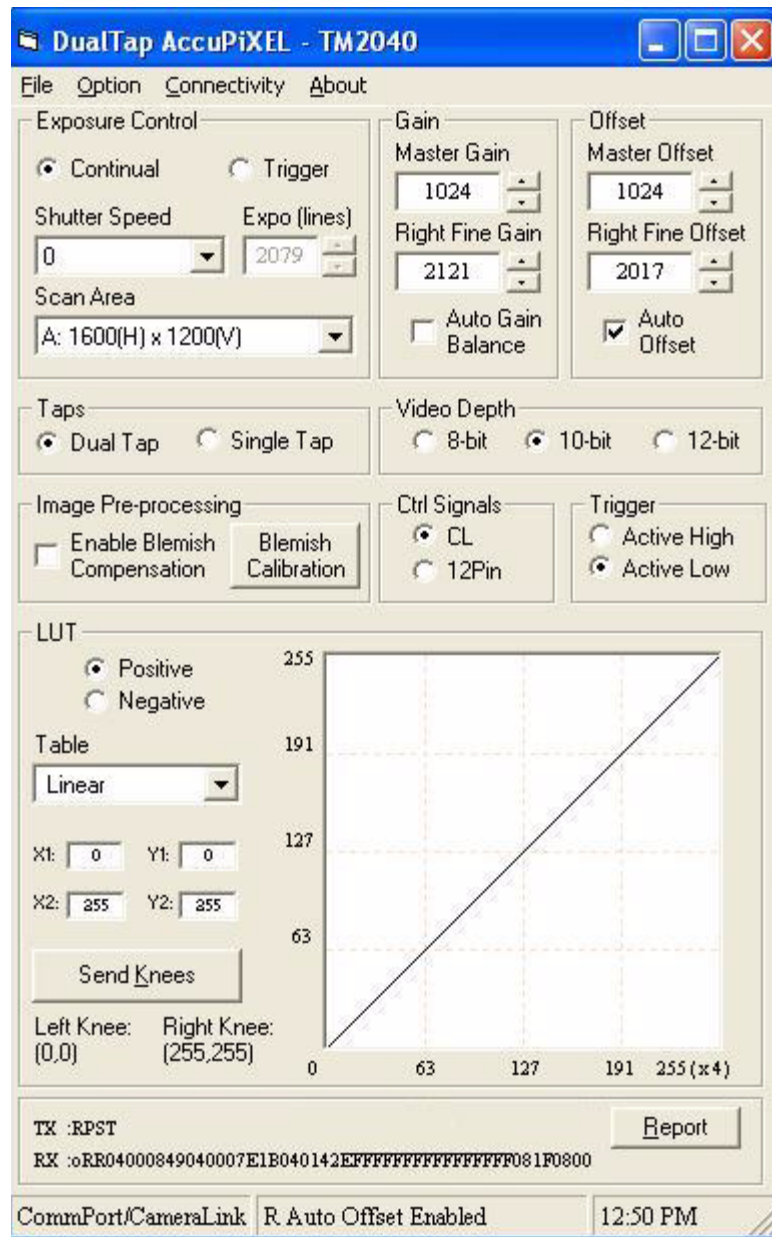 DualTap AccuPiXEL - TM2040
File Option Connectivity About
Exposure Control
Continual Trigger
Shutter Speed Expo (lines)
0 2079
Scan Area
A: 1600(H) x 1200(V)
Gain
Master Gain
1024
Right Fine Gain
2121
Auto Gain
Balance
Offset
Master Offset
1024
Right Fine Offset
2017
Auto
Offset
Taps
Dual Tap Single Tap
Video Depth
8-bit 10-bit 12-bit
Image Pre-processing
Enable Blemish
Compensation
Blemish
Calibration
Ctrl Signals
CL
12Pin
Trigger
Active High
Active Low
LUT
Positive
Negative
Table
Linear
X1: 0 Y1: 0
X2: 255 Y2: 255
Send Knees
Left Knee: Right Knee:
(0,0) (255,255)
255
191
127
63
0 63 127 191 255(x4)
TX :RPST
Report
RX :oRR04000849040007E1B040142EFFFFFFFFFFFFFFFFF081F0800
CommPort/CameraLink R Auto Offset Enabled 12:50 PM